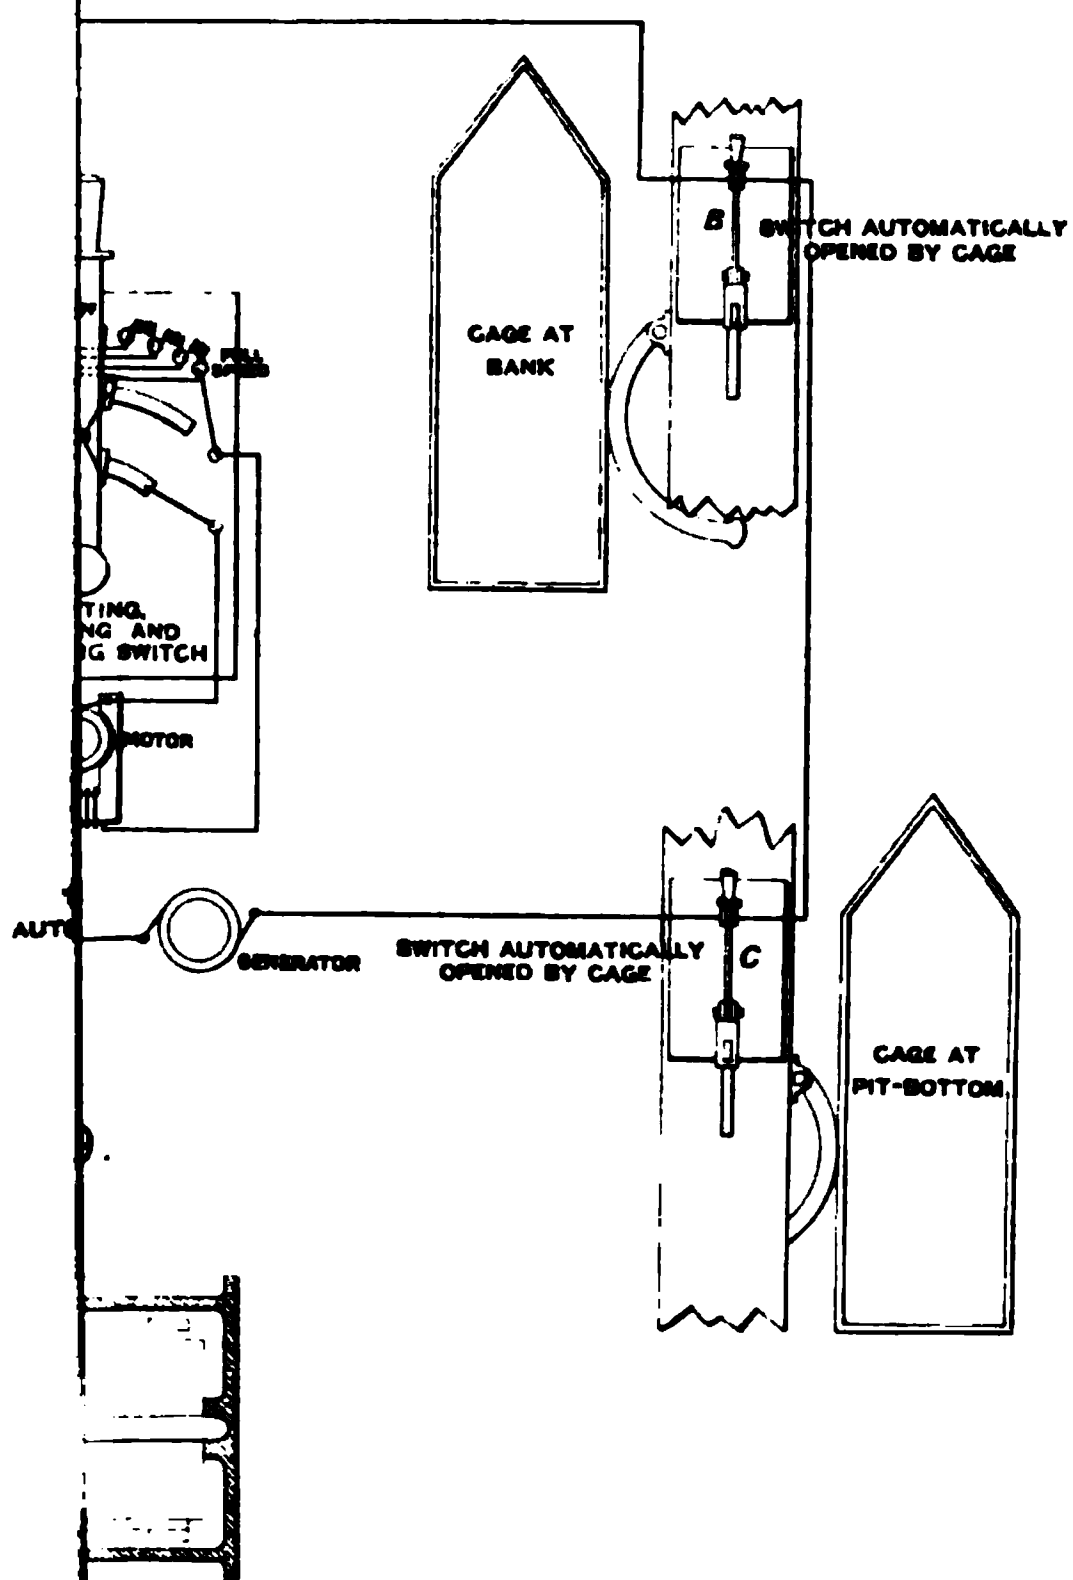 B
SWITCH AUTOMATICALLY
OPENED BY CAGE
CAGE AT
BANK
FULL
SPEED
TING,
NG AND
NG SWITCH
MOTOR
AUTO
GENERATOR
SWITCH AUTOMATICALLY
OPENED BY CAGE
C
CAGE AT
PIT-BOTTOM